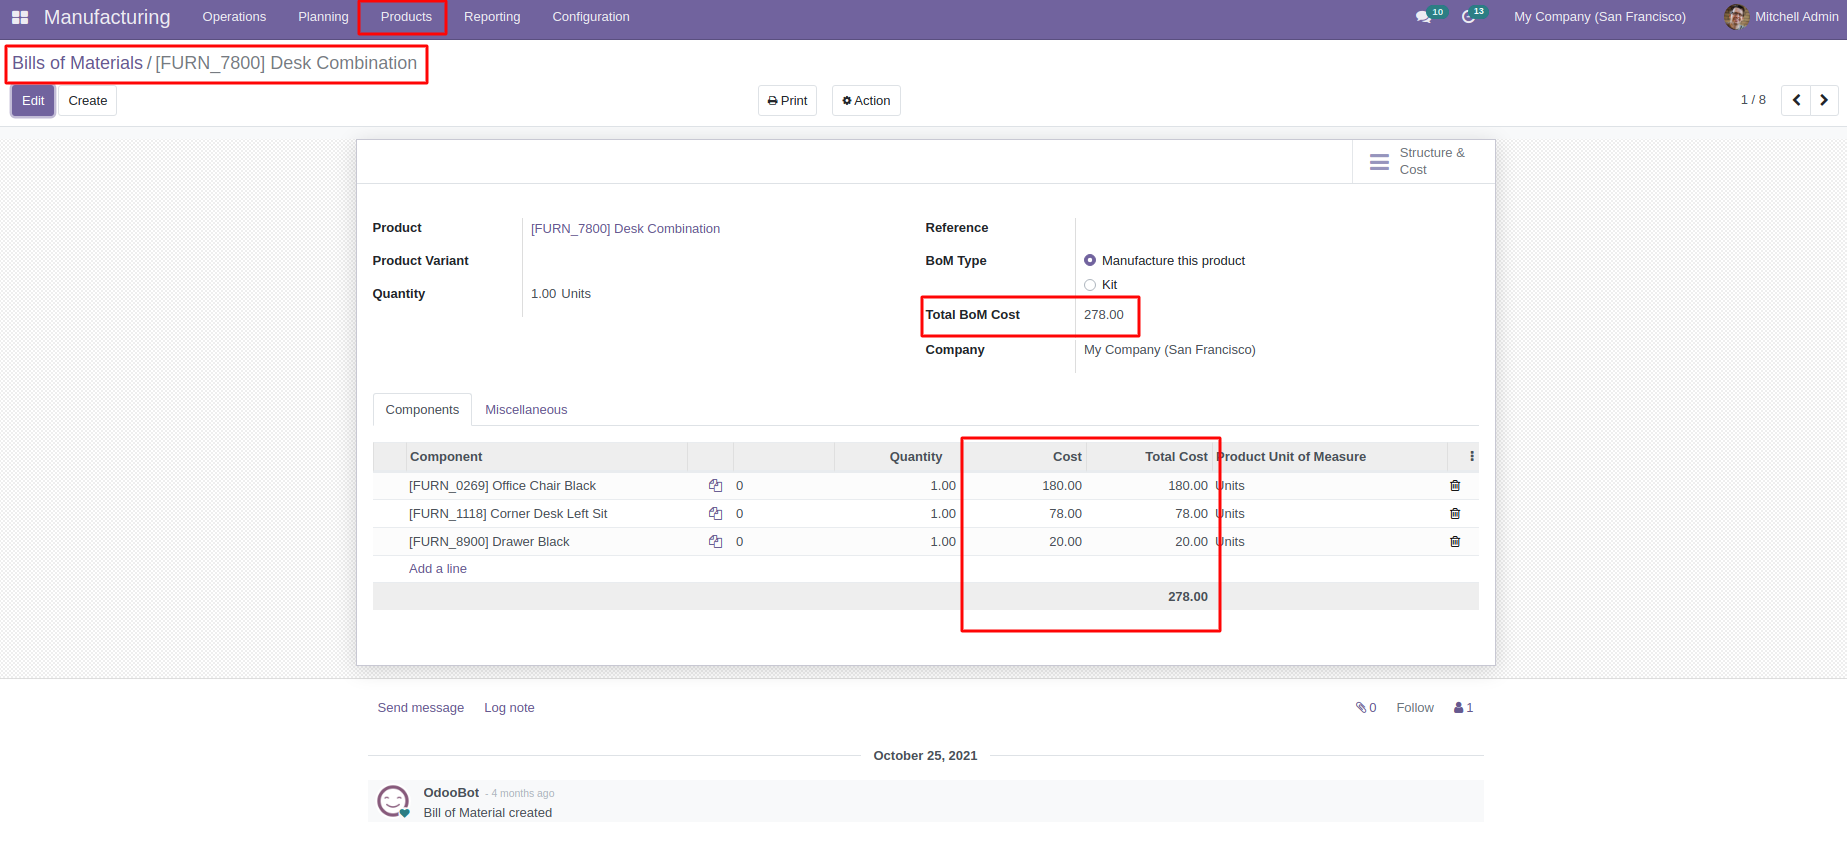 Manufacturing Operations Planning Products Reporting Configuration 10 13 My Company (San Francisco) Mitchell Admin
Bills of Materials / [FURN_7800] Desk Combination
Edit Create Print Action 1 / 8
Structure &
Cost
Product [FURN_7800] Desk Combination Reference
Product Variant BoM Type Manufacture this product
Kit
Quantity 1.00 Units
Total BoM Cost 278.00
Company My Company (San Francisco)
Components Miscellaneous
Component Quantity Cost Total Cost Product Unit of Measure
[FURN_0269] Office Chair Black 0 1.00 180.00 180.00 Units
[FURN_1118] Corner Desk Left Sit 0 1.00 78.00 78.00 Units
[FURN_8900] Drawer Black 0 1.00 20.00 20.00 Units
Add a line
278.00
Send message Log note 0 Follow 1
October 25, 2021
OdooBot - 4 months ago
Bill of Material created